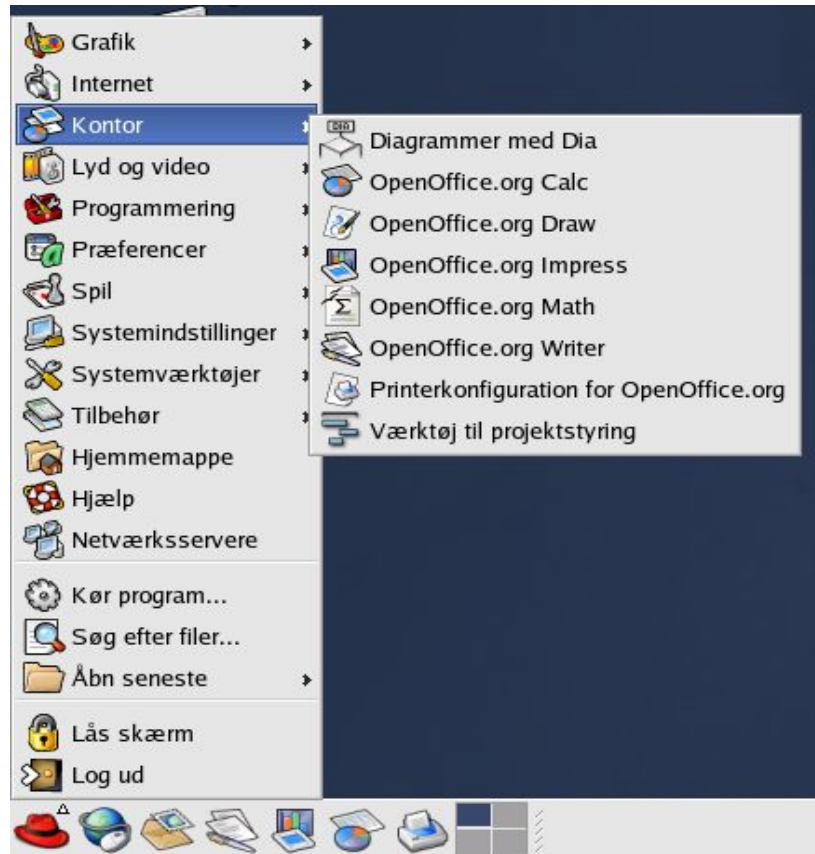 Grafik
Internet
Kontor
Lyd og video
Programmering
Præferencer
Spil
Systemindstillinger
Systemværktøjer
Tilbehør
Hjemmemappe
Hjælp
Netværksservere
Kør program...
Søg efter filer...
Åbn seneste
Lås skærm
Log ud
DIA
Diagrammer med Dia
OpenOffice.org Calc
OpenOffice.org Draw
OpenOffice.org Impress
OpenOffice.org Math
OpenOffice.org Writer
Printerkonfiguration for OpenOffice.org
Værktøj til projektstyring